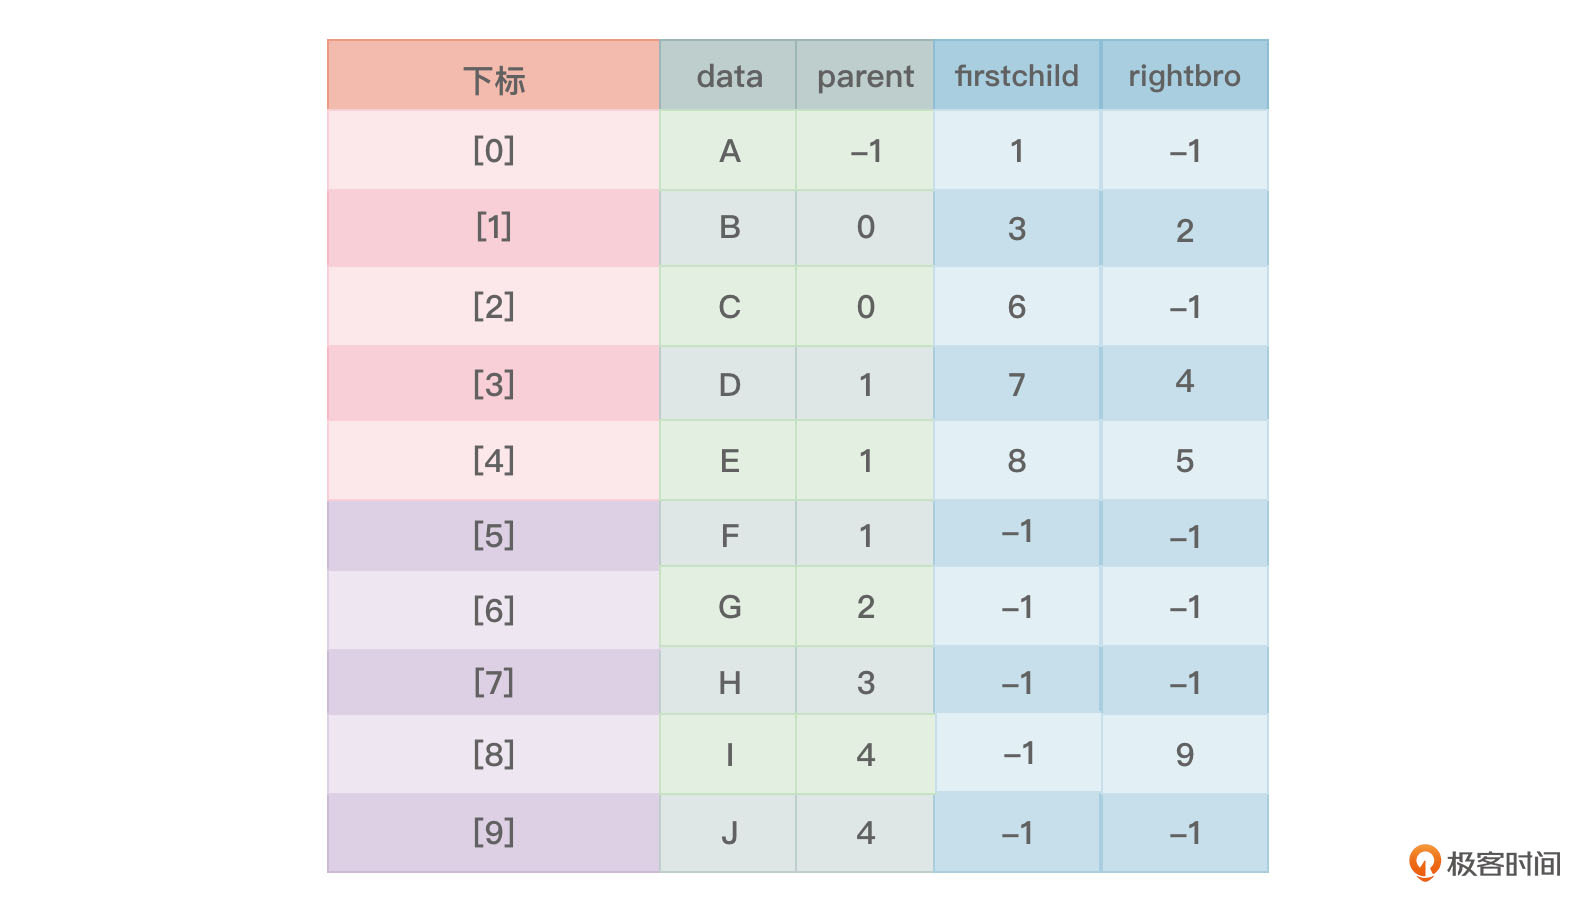 下标 data parent firstchild rightbro
[0] A –1 1 –1
[1] B 0 3 2
[2] C 0 6 –1
[3] D 1 7 4
[4] E 1 8 5
[5] F 1 –1 –1
[6] G 2 –1 –1
[7] H 3 –1 –1
[8] I 4 –1 9
[9] J 4 –1 –1
极客时间